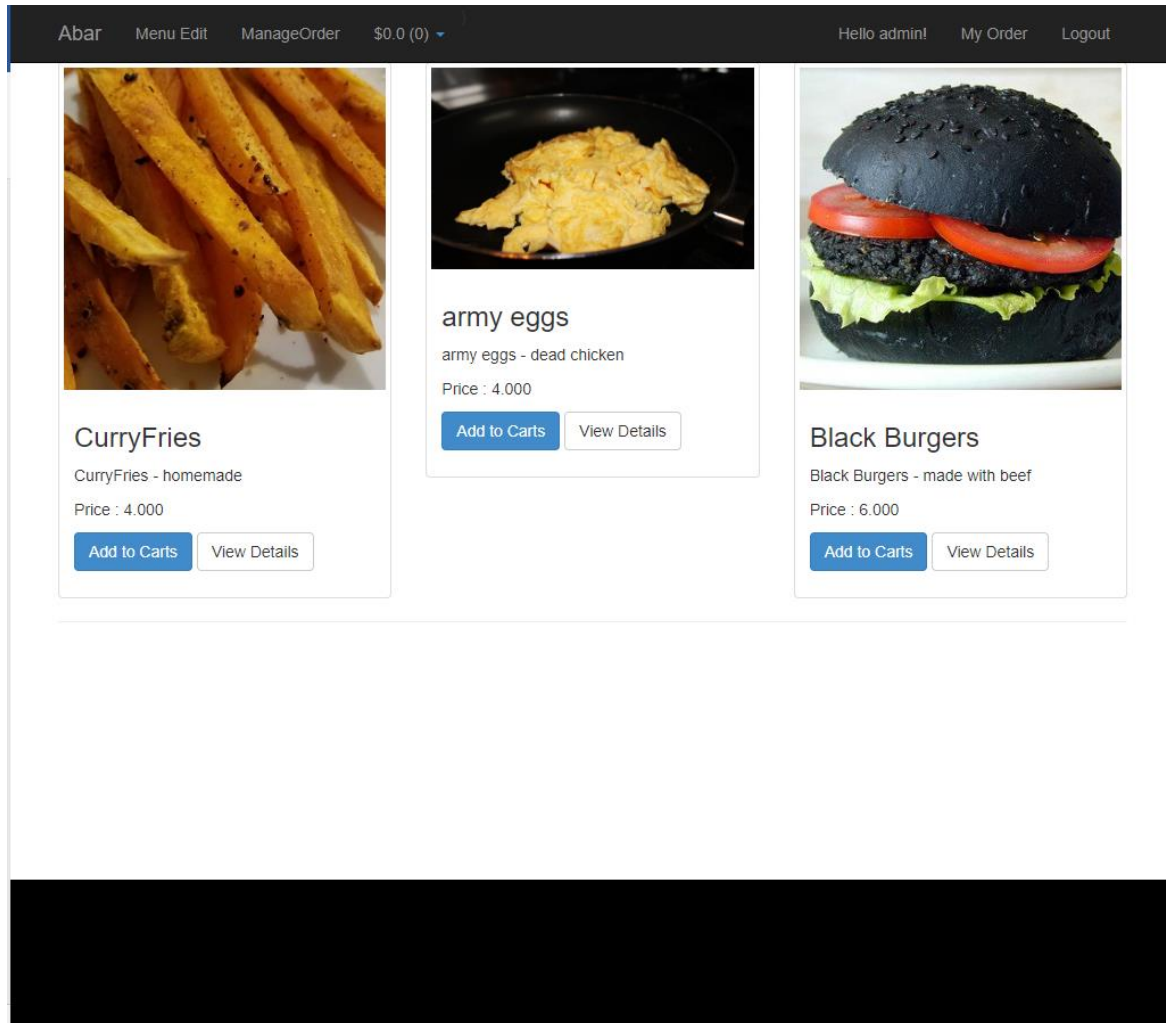 Abar Menu Edit ManageOrder $0.0 (0) Hello admin! My Order Logout
CurryFries
CurryFries - homemade
Price : 4.000
Add to Carts View Details
army eggs
army eggs - dead chicken
Price : 4.000
Add to Carts View Details
Black Burgers
Black Burgers - made with beef
Price : 6.000
Add to Carts View Details